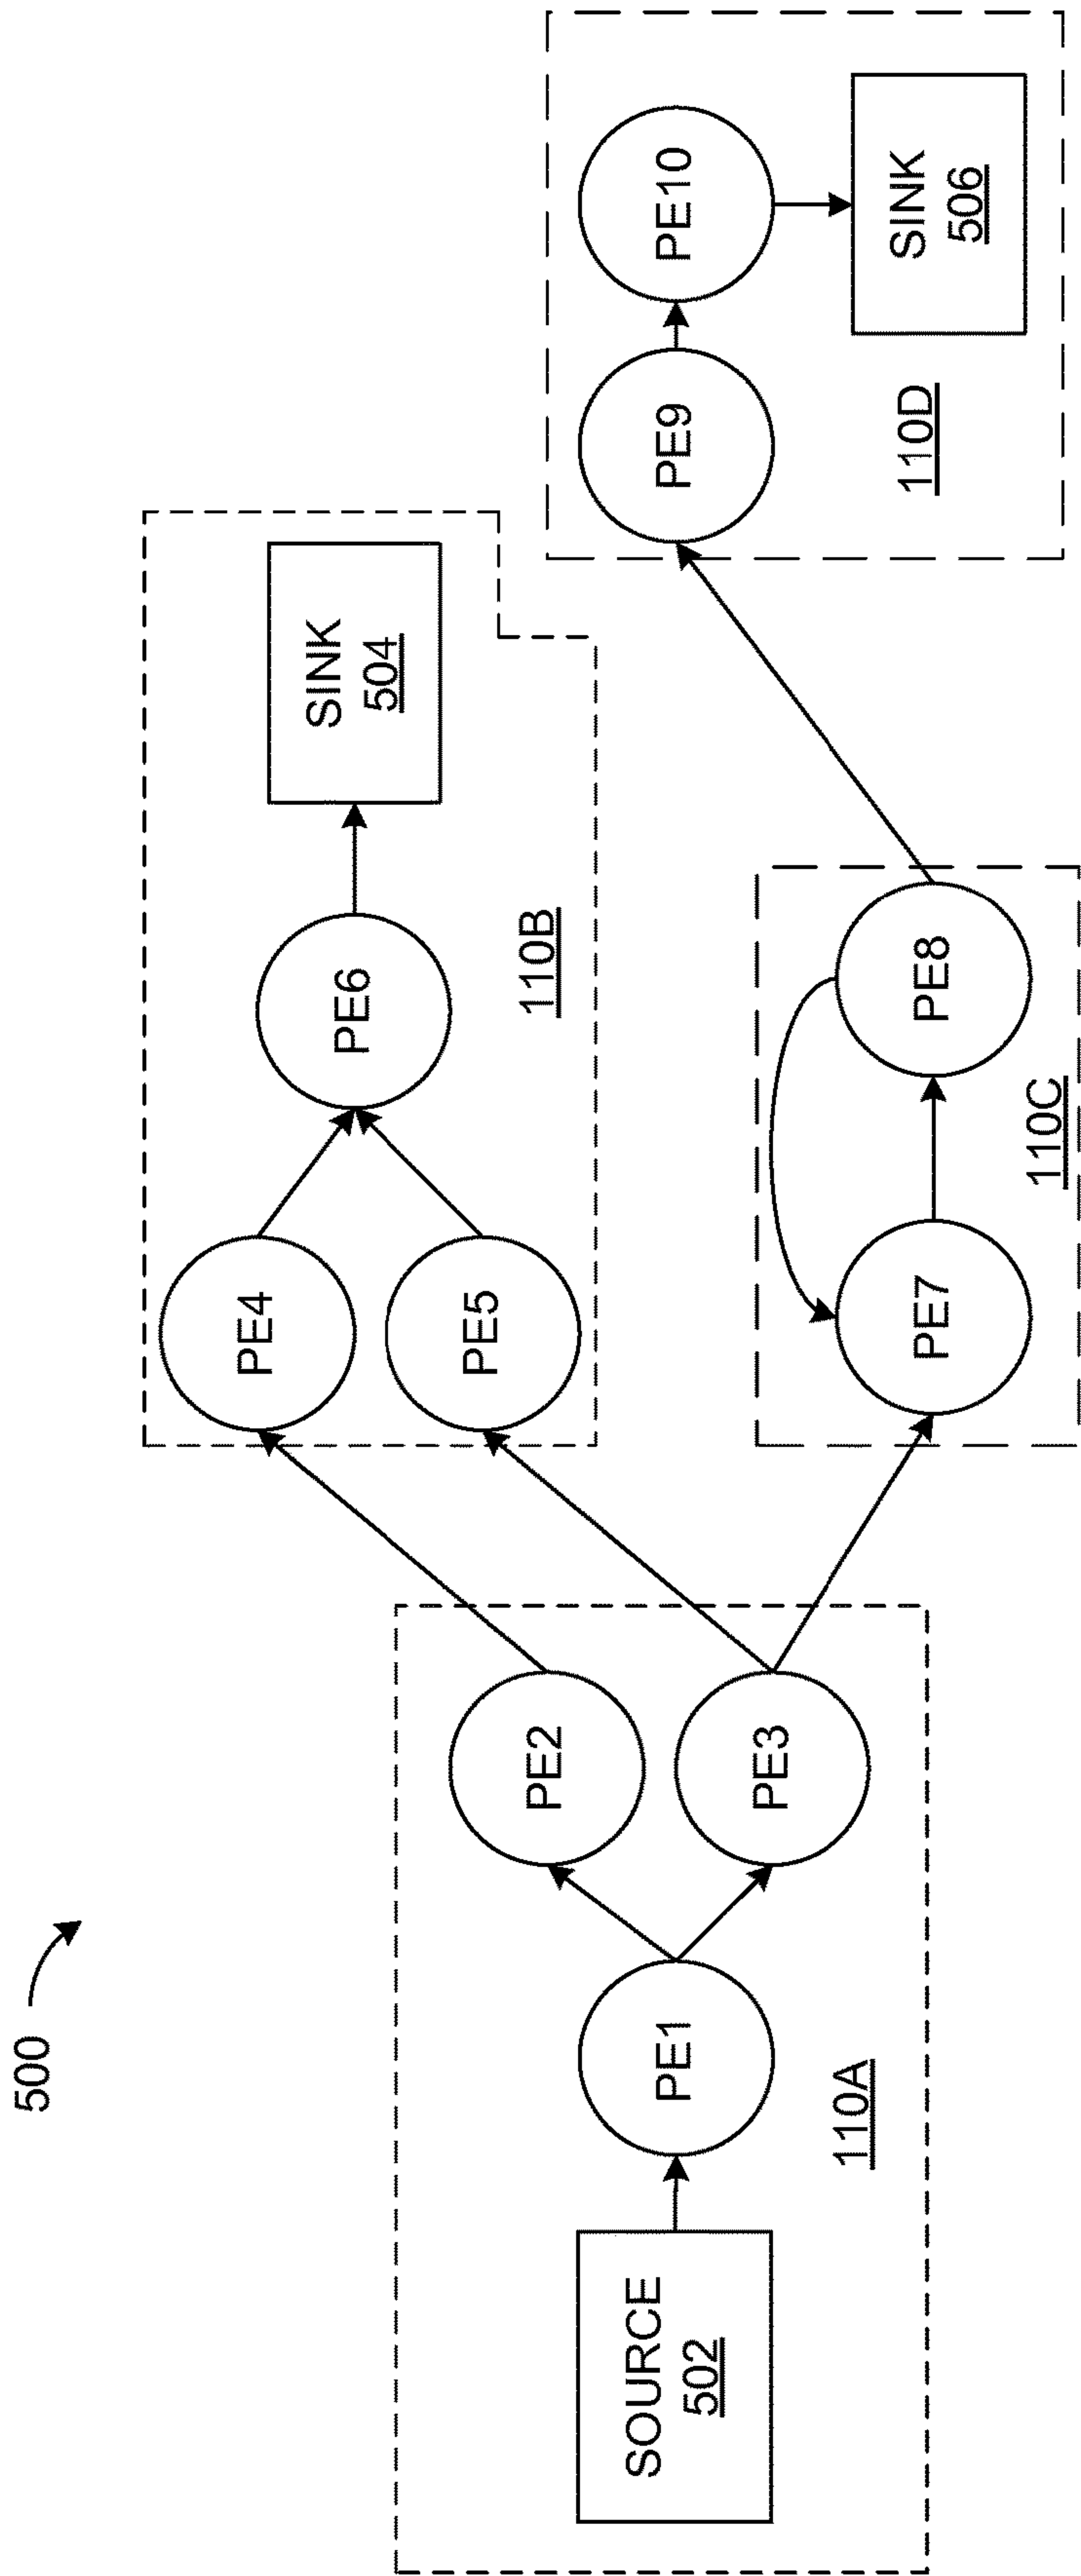 500
SOURCE
502
PE1
PE2
PE3
110A
PE4
PE5
PE6
SINK
504
110B
PE7
PE8
110C
PE9
PE10
SINK
506
110D